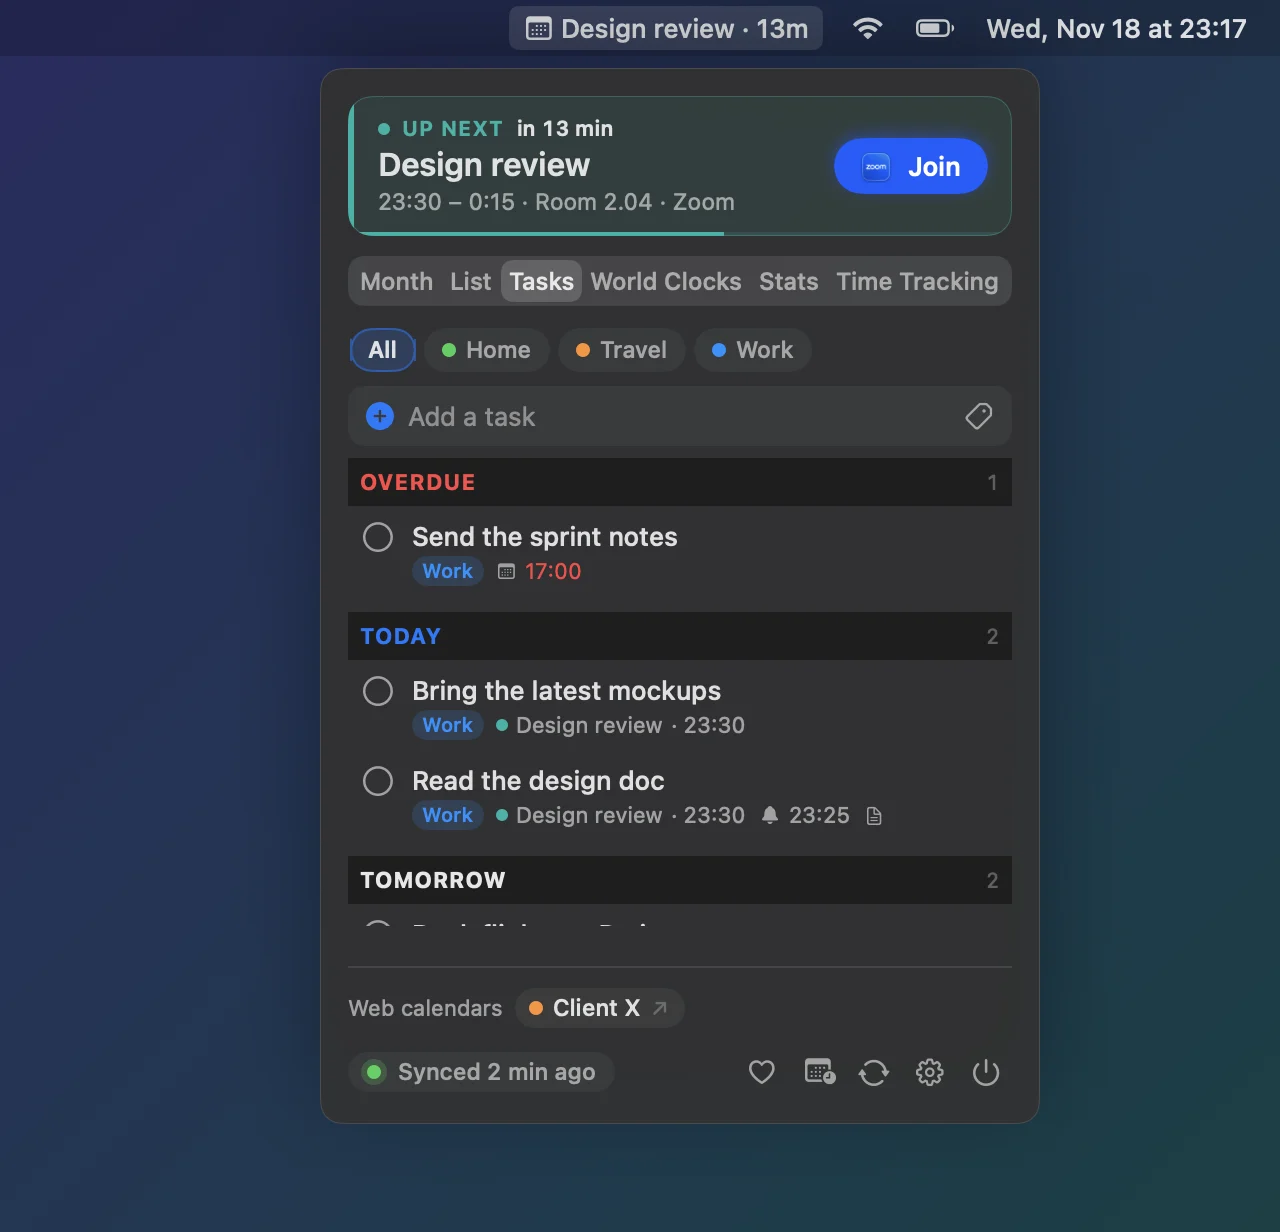 Design review · 13m
Wed, Nov 18 at 23:17
UP NEXT in 13 min
Design review
23:30 – 0:15 · Room 2.04 · Zoom
zoom Join
Month List Tasks World Clocks Stats Time Tracking
All Home Travel Work
Add a task
OVERDUE 1
Send the sprint notes
Work 17:00
TODAY 2
Bring the latest mockups
Work Design review · 23:30
Read the design doc
Work Design review · 23:30 23:25
TOMORROW 2
Web calendars Client X
Synced 2 min ago